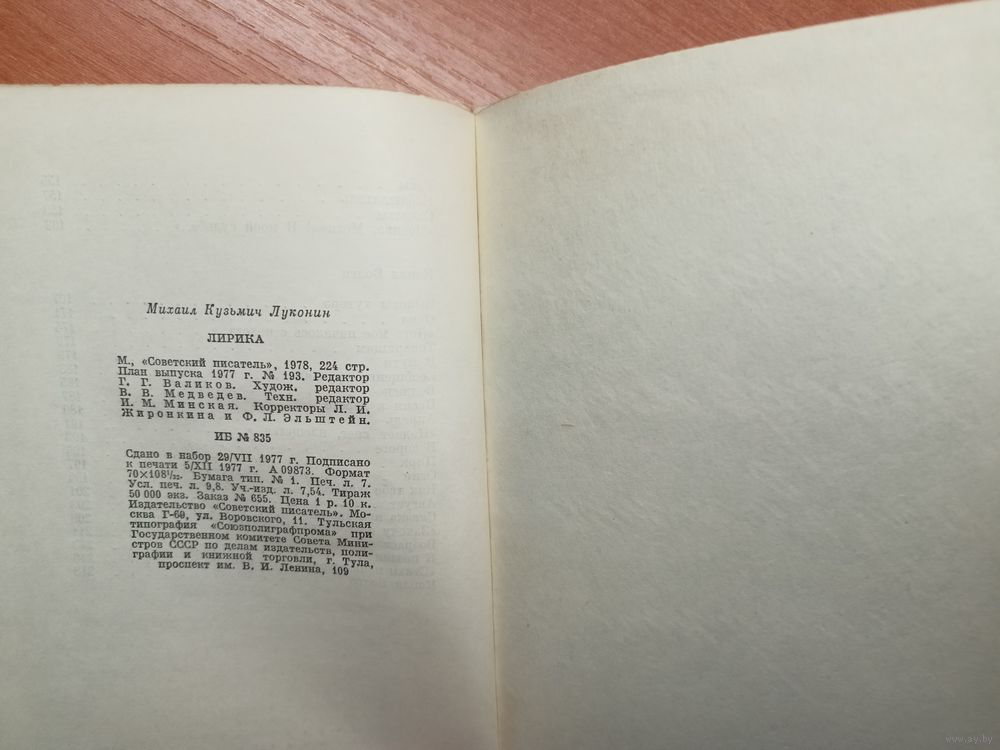 Михаил Кузьмич Луконин
ЛИРИКА
М., «Советский писатель», 1978, 224 стр.
План выпуска 1977 г. № 193. Редактор
Г. Г. Валиков. Худож. редактор
В. В. Медведев. Техн. редактор
И. М. Минская. Корректоры Л. И.
Жиронкина и Ф. Л. Эльштейн.
ИБ № 835
Сдано в набор 29/VII 1977 г. Подписано
к печати 5/XII 1977 г. А 09873. Формат
70×108¹/₃₂. Бумага тип. № 1. Печ. л. 7.
Усл. печ. л. 9,8. Уч.-изд. л. 7,54. Тираж
50 000 экз. Заказ № 655. Цена 1 р. 10 к.
Издательство «Советский писатель». Мо-
сква Г-69, ул. Воровского, 11. Тульская
типография «Союзполиграфпрома» при
Государственном комитете Совета Мини-
стров СССР по делам издательств, поли-
графии и книжной торговли, г. Тула,
проспект им. В. И. Ленина, 109
www.ay.by